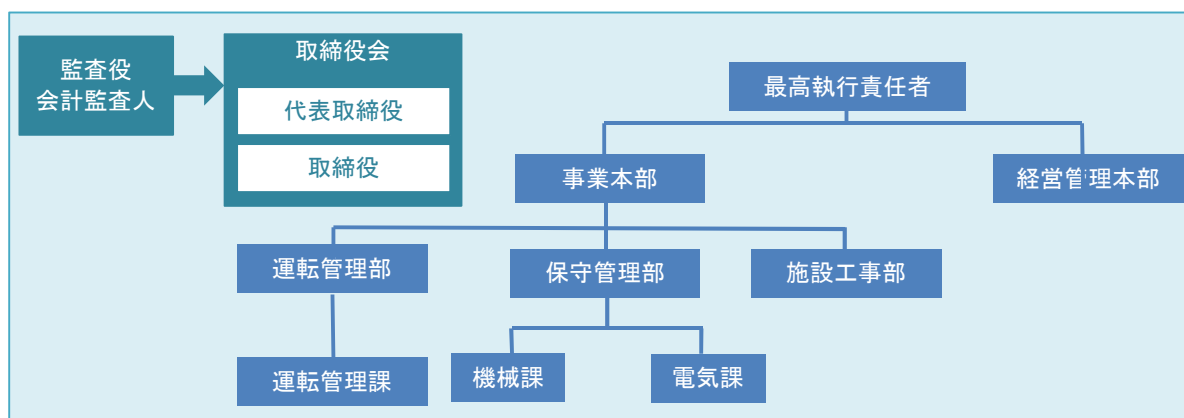 監査役
会計監査人
取締役会
代表取締役
取締役
最高執行責任者
事業本部
経営管理本部
運転管理部
保守管理部
施設工事部
運転管理課
機械課
電気課